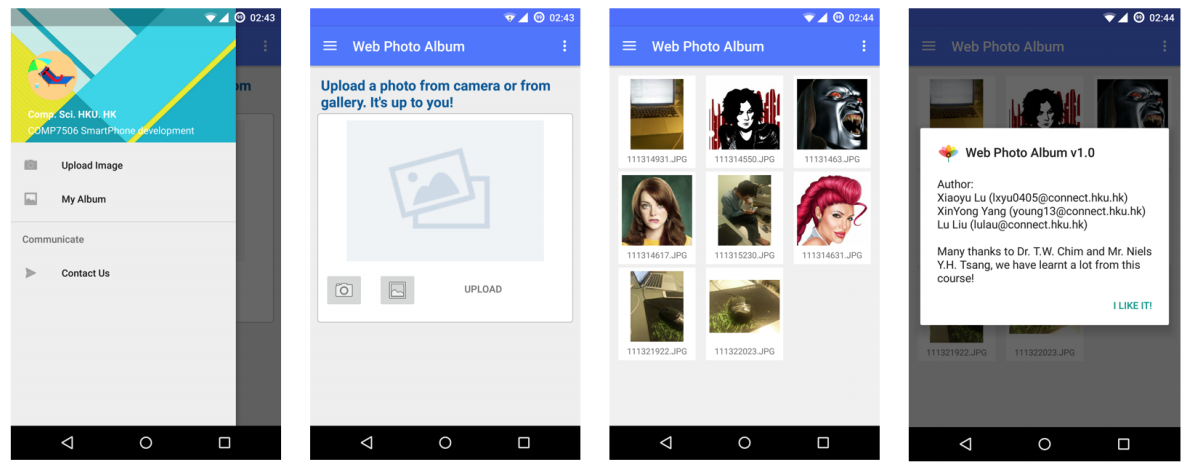 02:43
om
Comp. Sci. HKU. HK
COMP7506 SmartPhone development
Upload Image
My Album
Communicate
Contact Us
02:43
Web Photo Album
Upload a photo from camera or from
gallery. It's up to you!
UPLOAD
02:44
Web Photo Album
111314931.JPG
111314550.JPG
11131463.JPG
111314617.JPG
111315230.JPG
111314631.JPG
111321922.JPG
111322023.JPG
02:44
Web Photo Album
Web Photo Album v1.0
Author:
Xiaoyu Lu (lxyu0405@connect.hku.hk)
XinYong Yang (young13@connect.hku.hk)
Lu Liu (lulau@connect.hku.hk)
Many thanks to Dr. T.W. Chim and Mr. Niels
Y.H. Tsang, we have learnt a lot from this
course!
I LIKE IT!
111321922.JPG
111322023.JPG